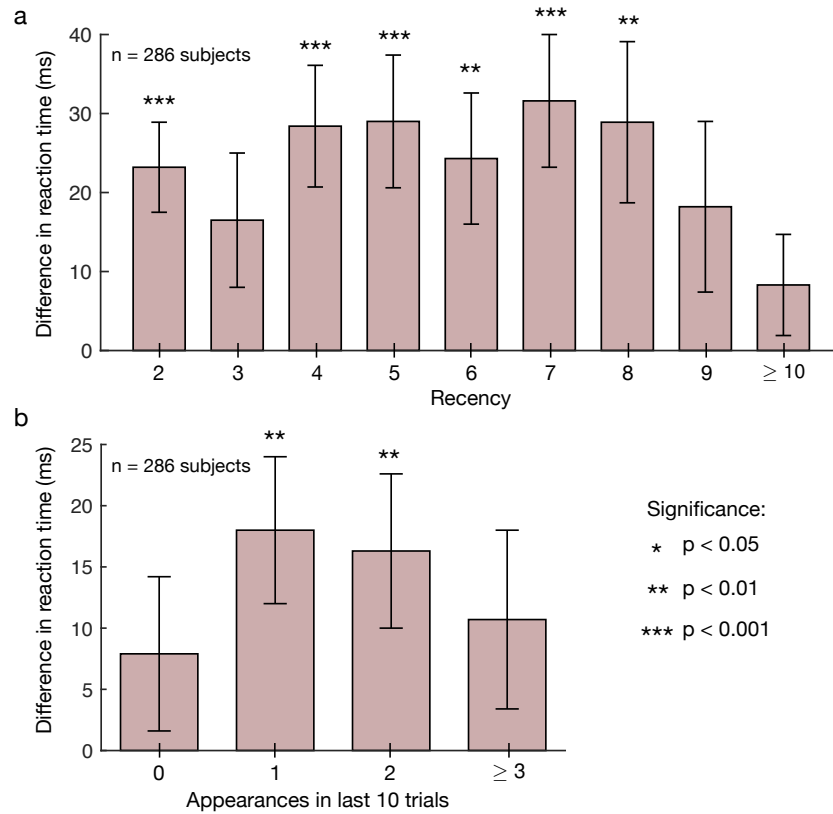 a
Difference in reaction time (ms)
40
30
20
10
0
n = 286 subjects
***
***
***
**
***
**
2 3 4 5 6 7 8 9 ≥ 10
Recency
b
Difference in reaction time (ms)
25
20
15
10
5
0
n = 286 subjects
**
**
0 1 2 ≥ 3
Appearances in last 10 trials
Significance:
* p < 0.05
** p < 0.01
*** p < 0.001